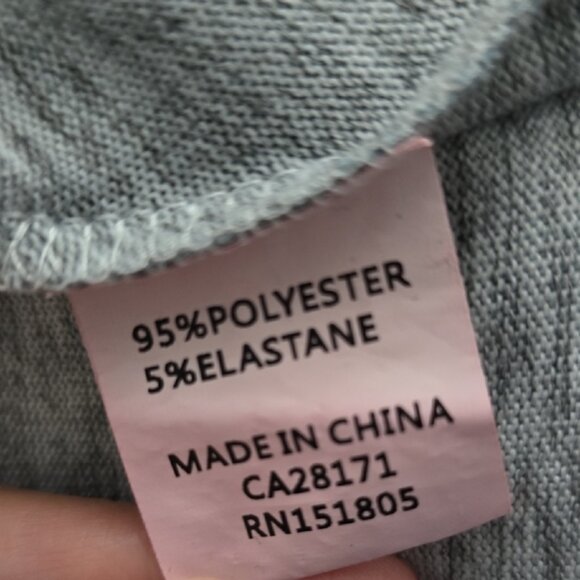 95%POLYESTER
5%ELASTANE
MADE IN CHINA
CA28171
RN151805